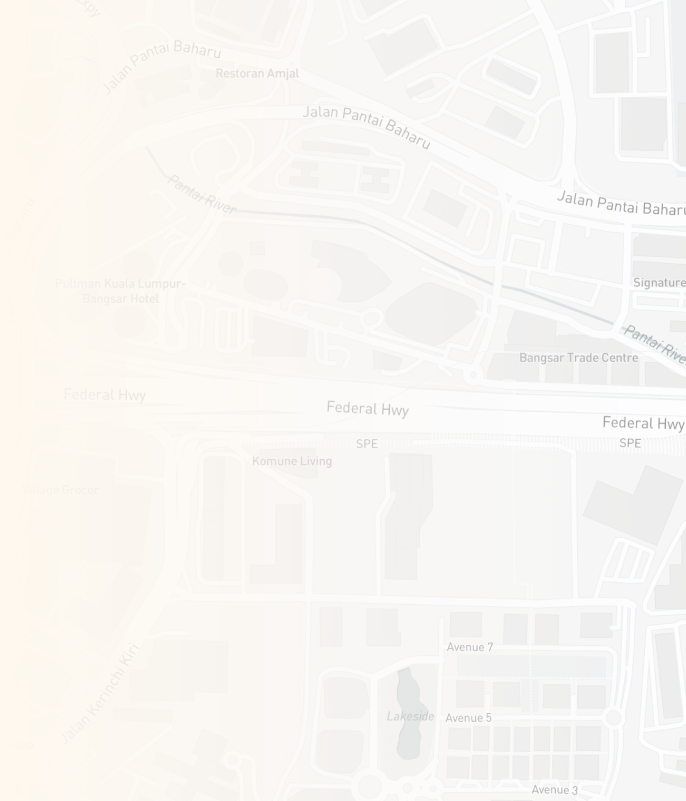 Jalan Pantai Baharu
Restoran Amjal
Jalan Pantai Baharu
Pantai River
Jalan Pantai Baharu
Pullman Kuala Lumpur-
Bangsar Hotel
Signature
Pantai River
Bangsar Trade Centre
Federal Hwy
Federal Hwy
Federal Hwy
SPE
SPE
Komune Living
Village Grocer
Jalan Kerinchi Kiri
Avenue 7
Lakeside
Avenue 5
Avenue 3